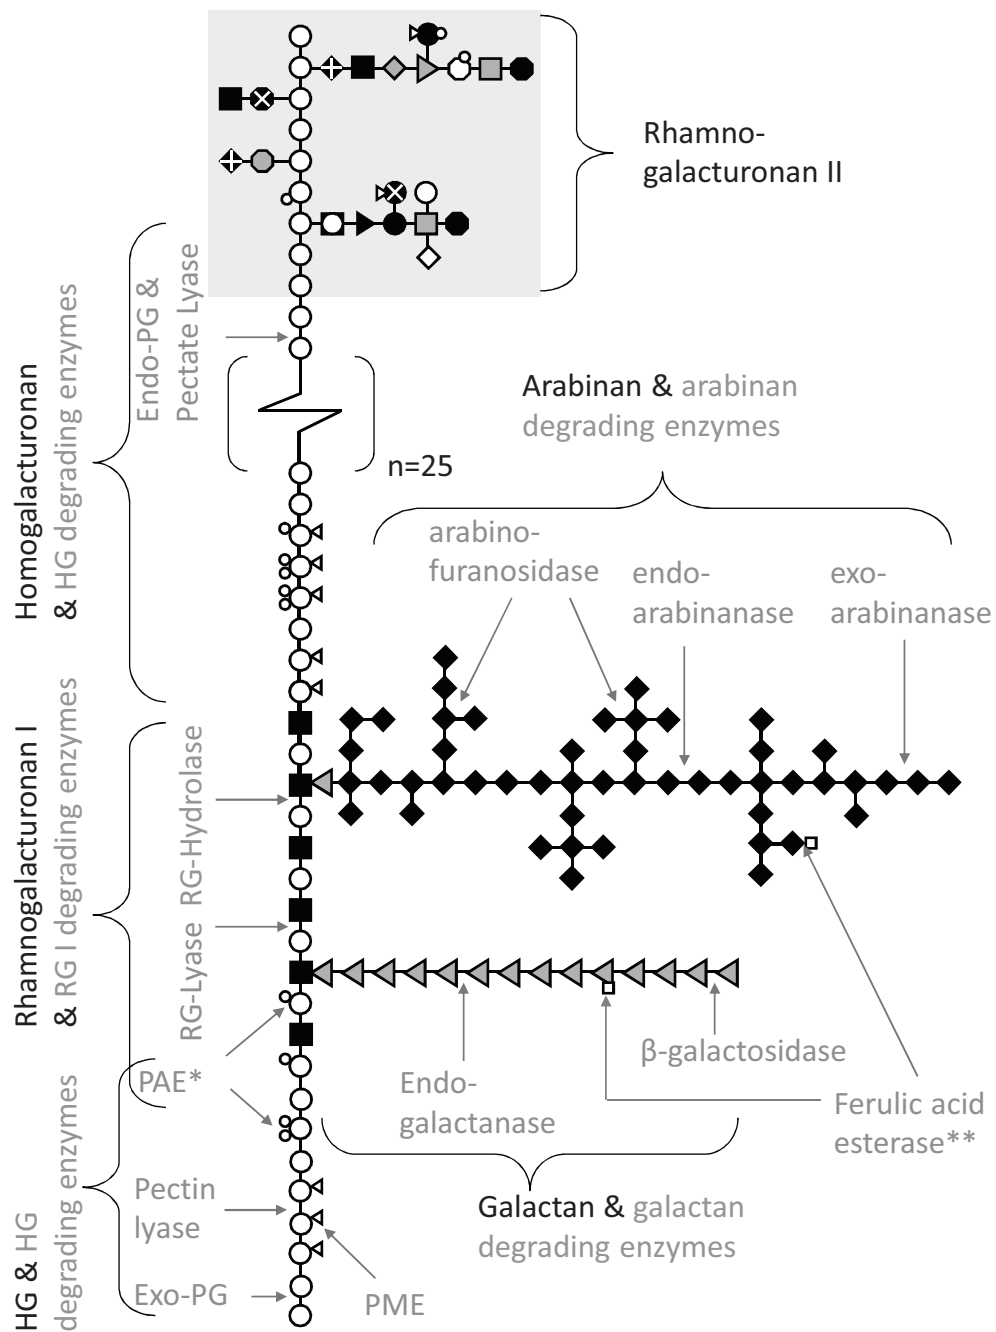 Rhamno-
galacturonan II
Endo-PG &
Pectate Lyase
Homogalacturonan
& HG degrading enzymes
n=25
Arabinan & arabinan
degrading enzymes
arabino-
furanosidase
endo-
arabinanase
exo-
arabinanase
Rhamnogalacturonan I
& RG I degrading enzymes
RG-Hydrolase
RG-Lyase
PAE*
β-galactosidase
Endo-
galactanase
Ferulic acid
esterase**
Galactan & galactan
degrading enzymes
HG & HG
degrading enzymes
Pectin
lyase
Exo-PG
PME